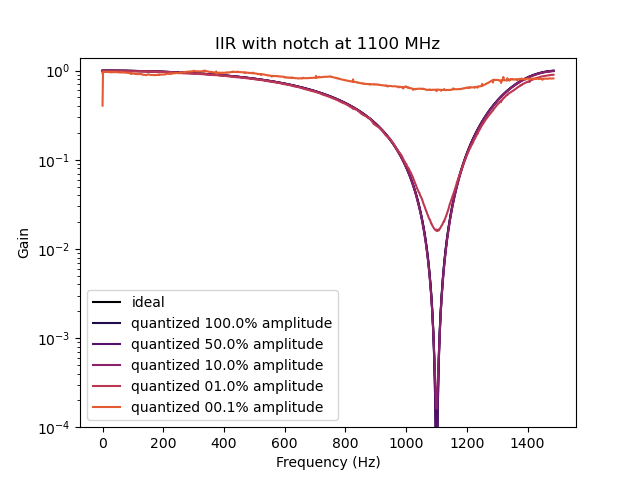 IIR with notch at 1100 MHz
10^0
10^-1
10^-2
10^-3
10^-4
Gain
ideal
quantized 100.0% amplitude
quantized 50.0% amplitude
quantized 10.0% amplitude
quantized 01.0% amplitude
quantized 00.1% amplitude
0 200 400 600 800 1000 1200 1400
Frequency (Hz)